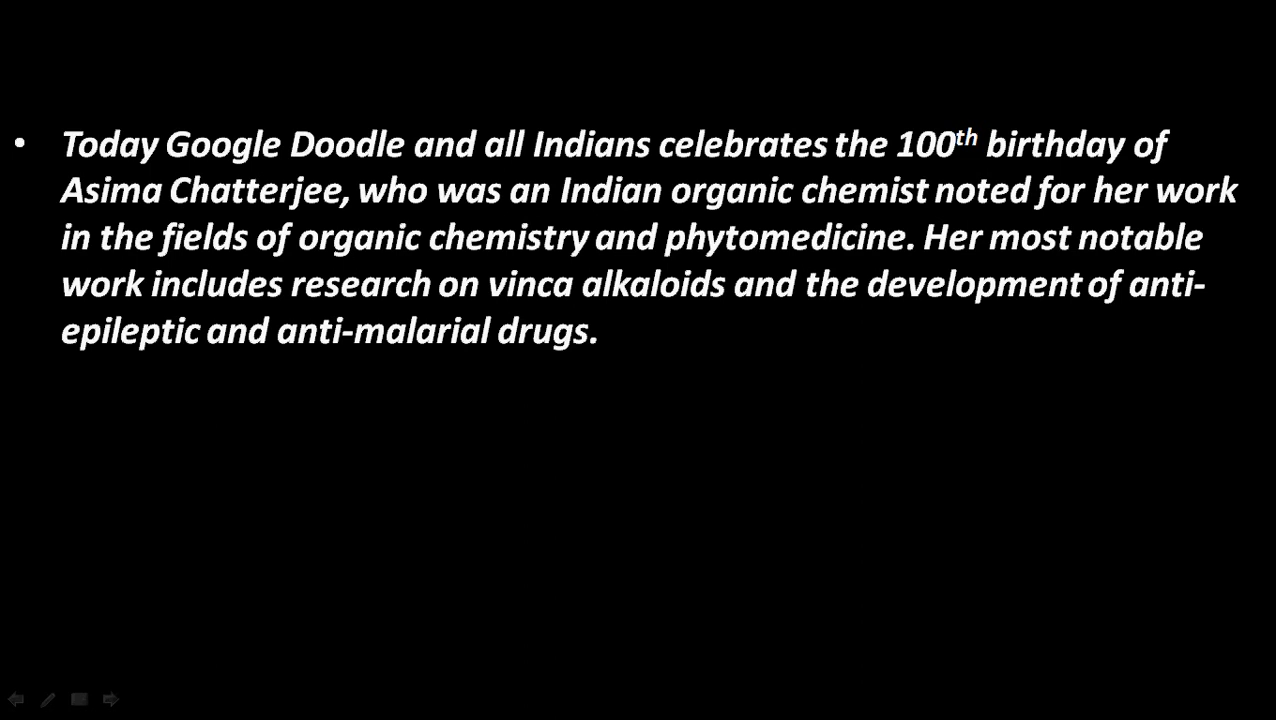 • Today Google Doodle and all Indians celebrates the 100th birthday of
Asima Chatterjee, who was an Indian organic chemist noted for her work
in the fields of organic chemistry and phytomedicine. Her most notable
work includes research on vinca alkaloids and the development of anti-
epileptic and anti-malarial drugs.